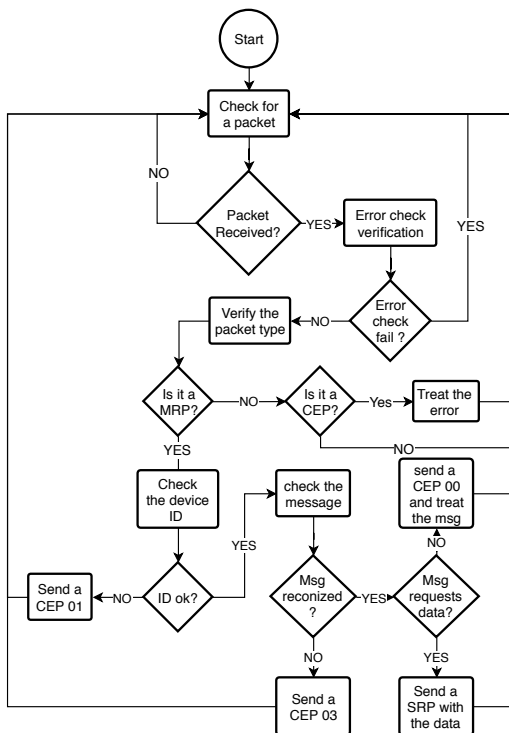 Start
Check for
a packet
NO
Packet
Received?
YES
Error check
verification
YES
Error
check
fail ?
NO
Verify the
packet type
Is it a
MRP?
NO
Is it a
CEP?
Yes
Treat the
error
NO
YES
Check
the device
ID
YES
check the
message
send a
CEP 00
and treat
the msg
NO
Send a
CEP 01
NO
ID ok?
Msg
reconized
?
YES
Msg
requests
data?
NO
YES
Send a
CEP 03
Send a
SRP with
the data